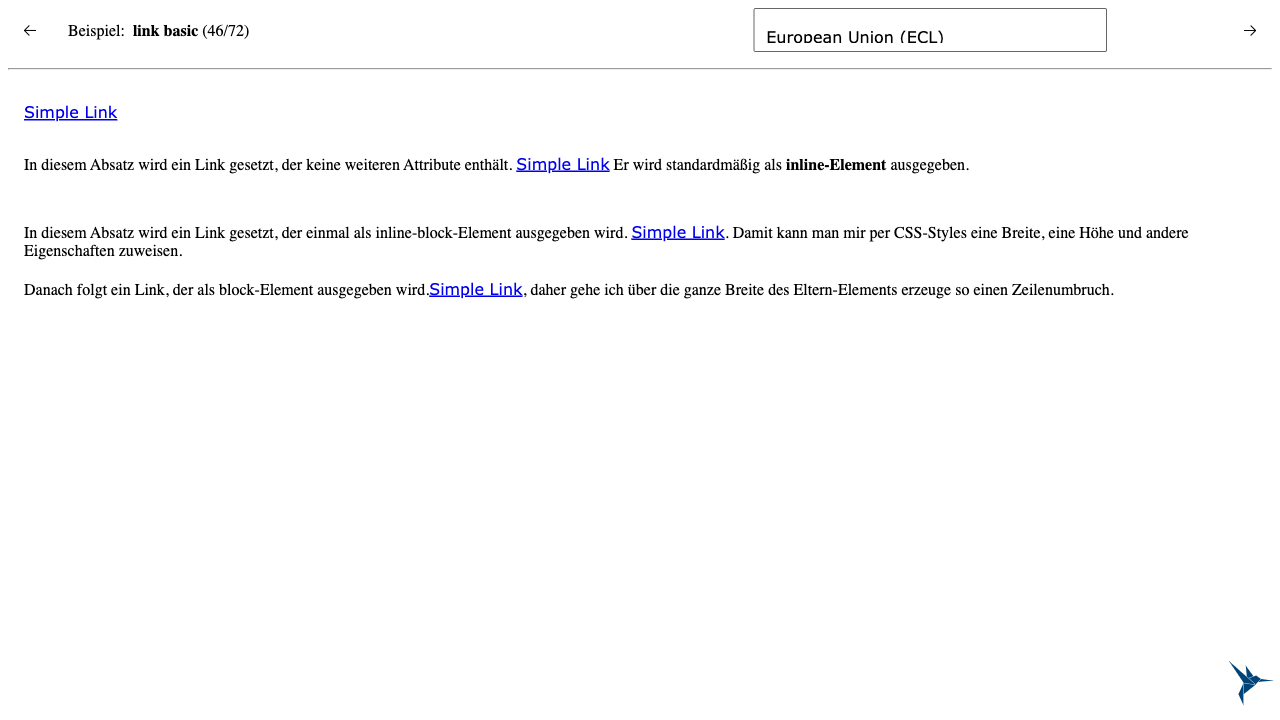 ← Beispiel: link basic (46/72) European Union (ECL) →
Simple Link
In diesem Absatz wird ein Link gesetzt, der keine weiteren Attribute enthält. Simple Link Er wird standardmäßig als inline-Element ausgegeben.
In diesem Absatz wird ein Link gesetzt, der einmal als inline-block-Element ausgegeben wird. Simple Link. Damit kann man mir per CSS-Styles eine Breite, eine Höhe und andere
Eigenschaften zuweisen.
Danach folgt ein Link, der als block-Element ausgegeben wird.Simple Link, daher gehe ich über die ganze Breite des Eltern-Elements erzeuge so einen Zeilenumbruch.